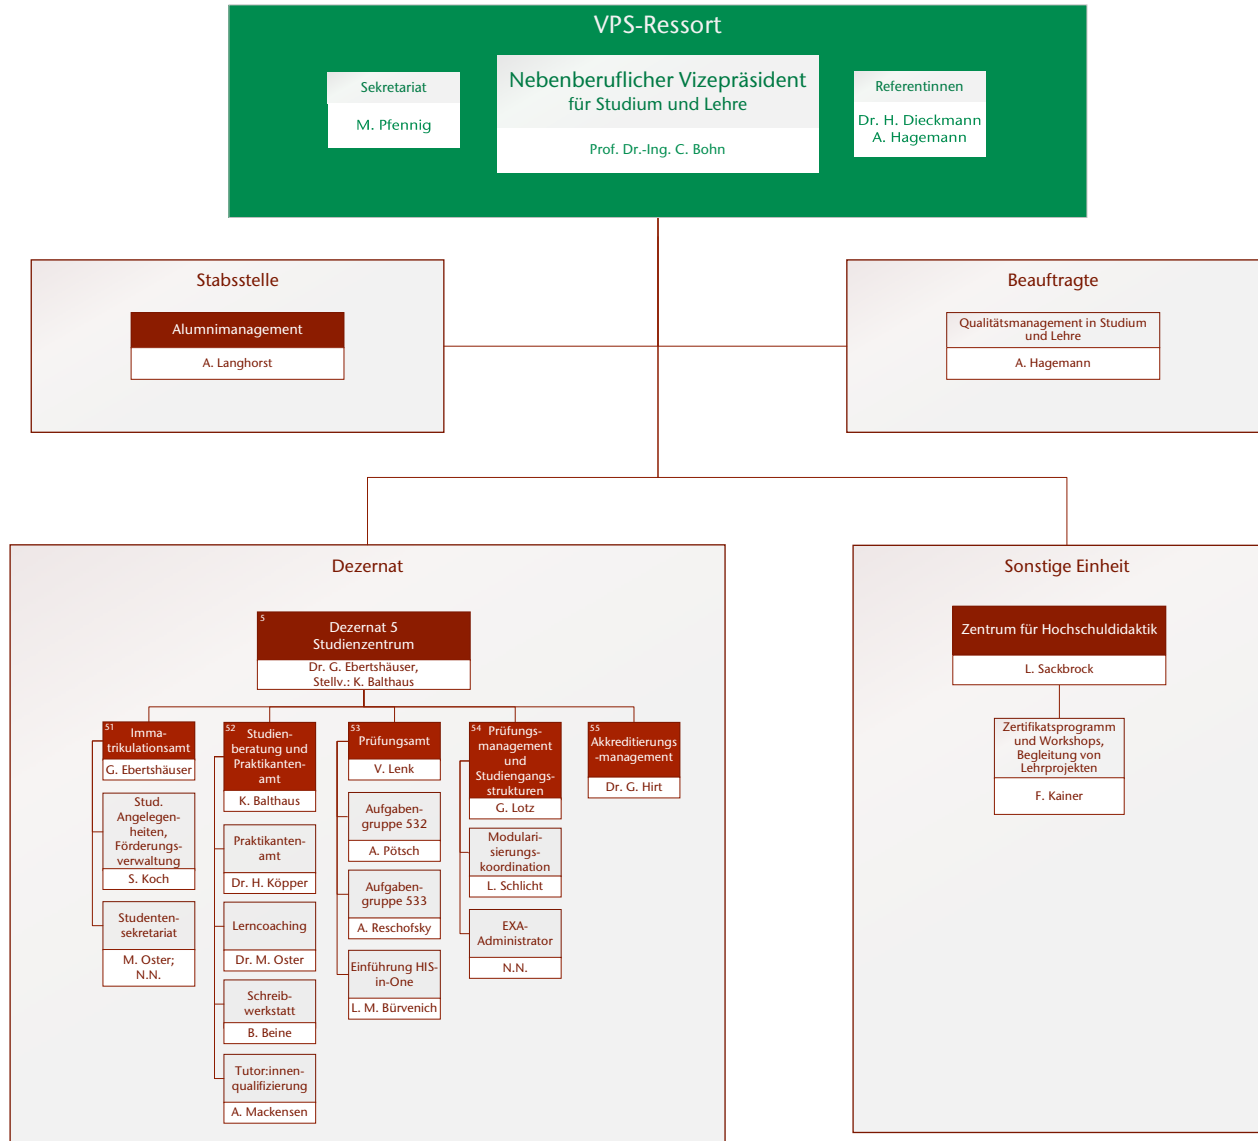 VPS-Ressort
Sekretariat
M. Pfennig
Nebenberuflicher Vizepräsident
für Studium und Lehre
Prof. Dr.-Ing. C. Bohn
Referentinnen
Dr. H. Dieckmann
A. Hagemann
Stabsstelle
Alumnimanagement
A. Langhorst
Beauftragte
Qualitätsmanagement in Studium
und Lehre
A. Hagemann
Dezernat
5
Dezernat 5
Studienzentrum
Dr. G. Ebertshäuser,
Stellv.: K. Balthaus
51
Imma-
trikulationsamt
G. Ebertshäuser
Stud.
Angelegen-
heiten,
Förderungs-
verwaltung
S. Koch
Studenten-
sekretariat
M. Oster;
N.N.
52
Studien-
beratung und
Praktikanten-
amt
K. Balthaus
Praktikanten-
amt
Dr. H. Köpper
Lerncoaching
Dr. M. Oster
Schreib-
werkstatt
B. Beine
Tutor:innen-
qualifizierung
A. Mackensen
53
Prüfungsamt
V. Lenk
Aufgaben-
gruppe 532
A. Pötsch
Aufgaben-
gruppe 533
A. Reschofsky
Einführung HIS-
in-One
L. M. Bürvenich
54
Prüfungs-
management
und
Studiengangs-
strukturen
G. Lotz
Modulari-
sierungs-
koordination
L. Schlicht
EXA-
Administrator
N.N.
55
Akkreditierungs
-management
Dr. G. Hirt
Sonstige Einheit
Zentrum für Hochschuldidaktik
L. Sackbrock
Zertifikatsprogramm
und Workshops,
Begleitung von
Lehrprojekten
F. Kainer